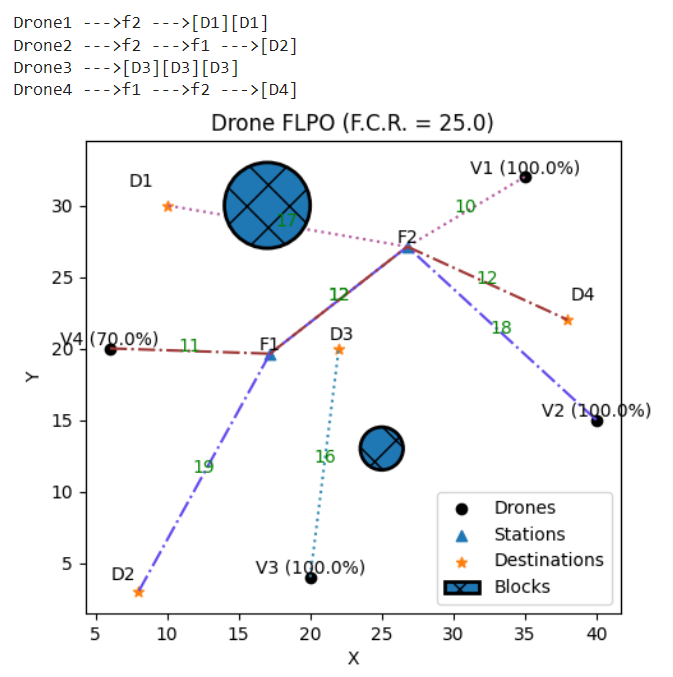 Drone1 --->f2 --->[D1][D1]
Drone2 --->f2 --->f1 --->[D2]
Drone3 --->[D3][D3][D3]
Drone4 --->f1 --->f2 --->[D4]
Drone FLPO (F.C.R. = 25.0)
V1 (100.0%)
D1
30
17
10
F2
25
12
12
D4
18
V4 (70.0%)
20
11
F1
D3
Y
15
V2 (100.0%)
19
16
10
Drones
Stations
5
D2
V3 (100.0%)
Destinations
Blocks
5 10 15 20 25 30 35 40
X